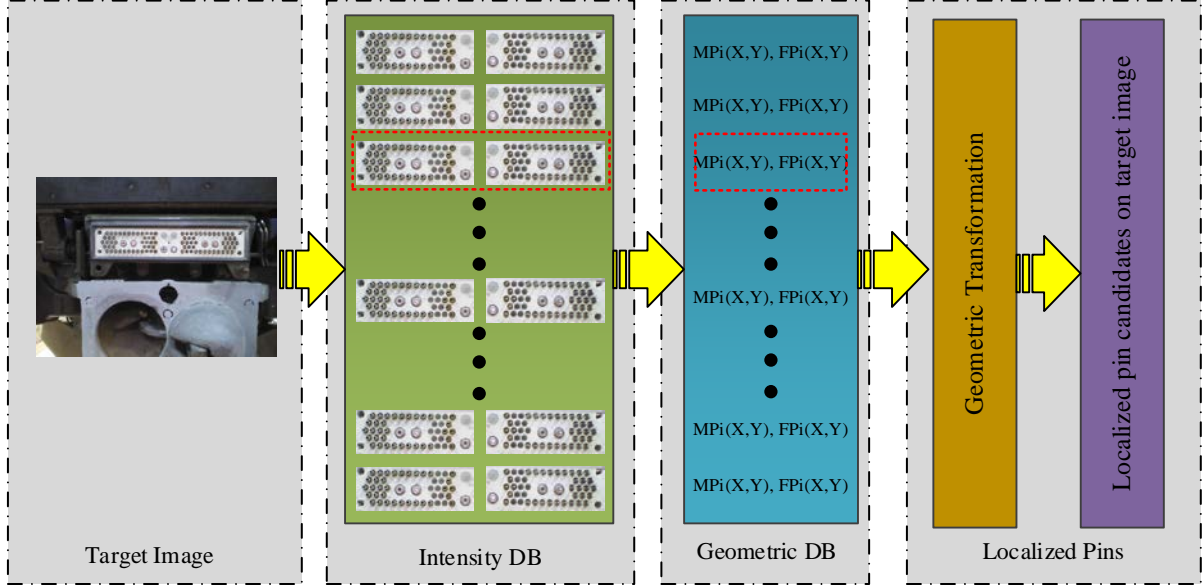 MPi(X,Y), FPi(X,Y)
MPi(X,Y), FPi(X,Y)
MPi(X,Y), FPi(X,Y)
MPi(X,Y), FPi(X,Y)
MPi(X,Y), FPi(X,Y)
MPi(X,Y), FPi(X,Y)
Geometric Transformation
Localized pin candidates on target image
Target Image
Intensity DB
Geometric DB
Localized Pins